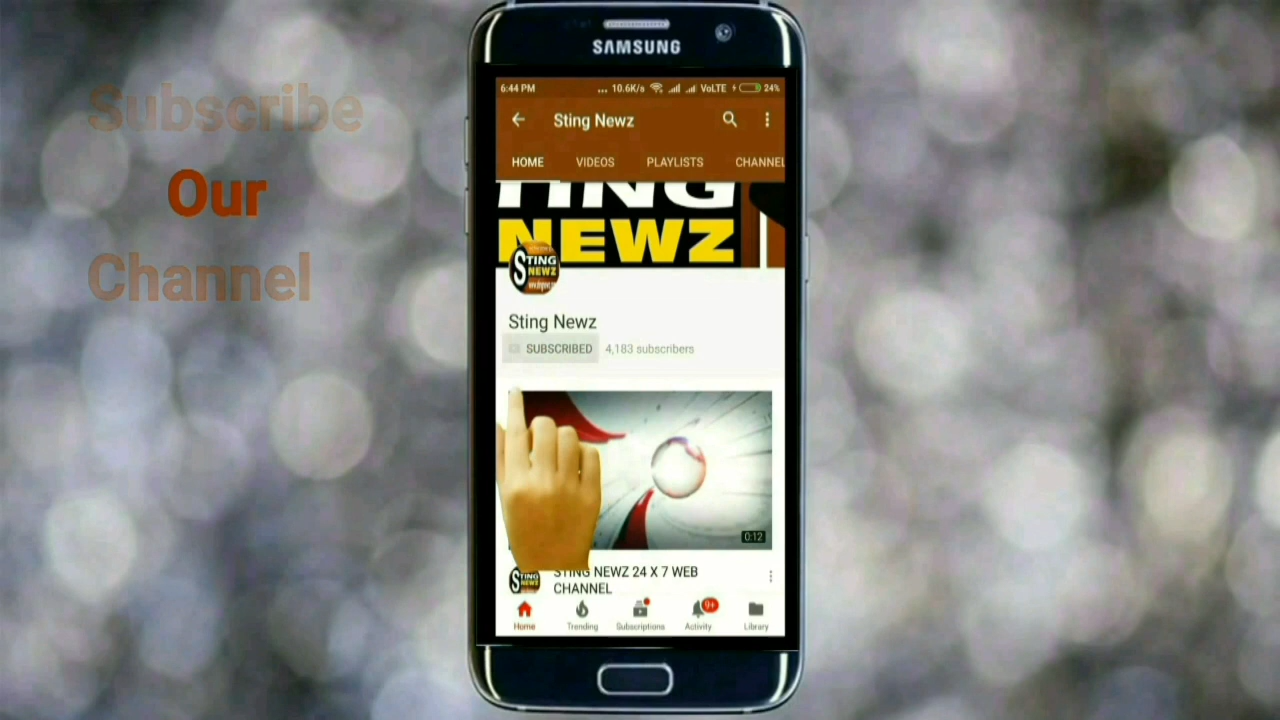 Subscribe
Our
Channel
SAMSUNG
6:44 PM ... 10.6K/s VoLTE 24%
Sting Newz
HOME VIDEOS PLAYLISTS CHANNEL
TING
NEWZ
STING
NEWZ
Sting Newz
SUBSCRIBED 4,183 subscribers
0:12
STING NEWZ 24 X 7 WEB
CHANNEL
STING
NEWZ
9+
Home Trending Subscriptions Activity Library